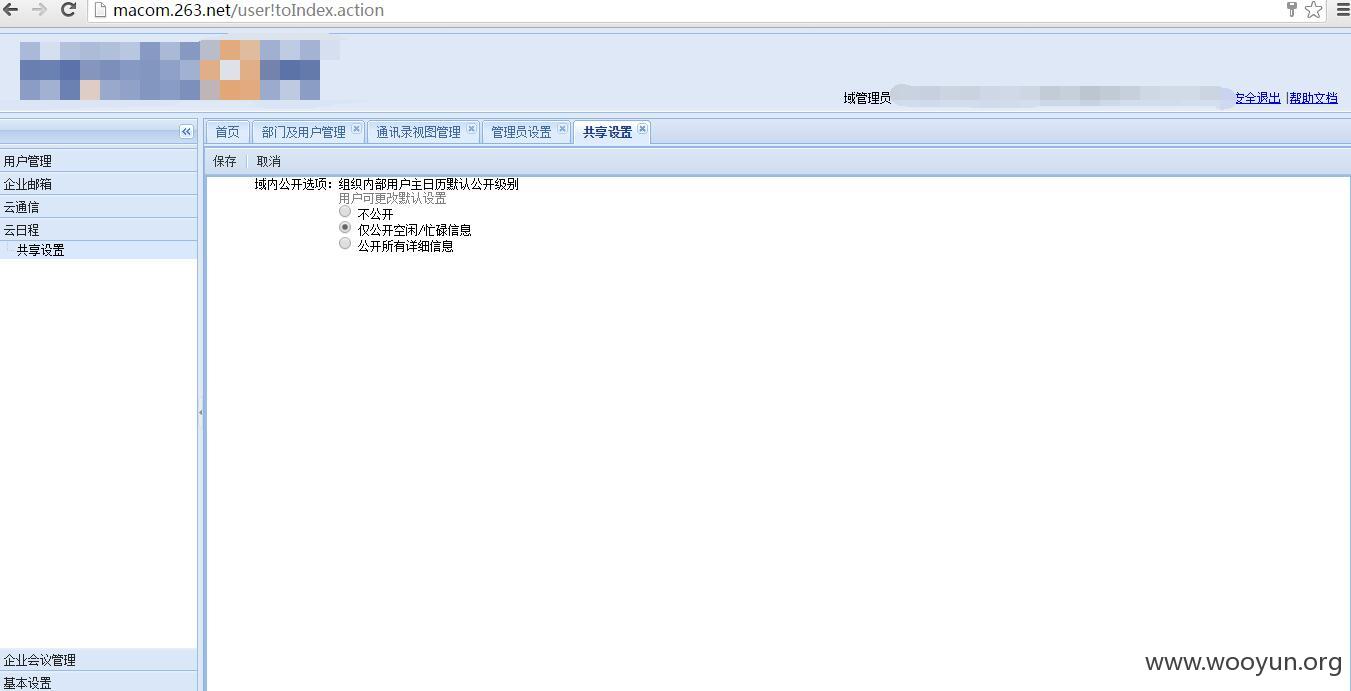 macom.263.net/user!toIndex.action
域管理员
安全退出 | 帮助文档
首页 部门及用户管理 通讯录视图管理 管理员设置 共享设置
保存 取消
用户管理
企业邮箱
云通信
云日程
共享设置
域内公开选项：组织内部用户主日历默认公开级别
用户可更改默认设置
不公开
仅公开空闲/忙碌信息
公开所有详细信息
企业会议管理
基本设置
www.wooyun.org